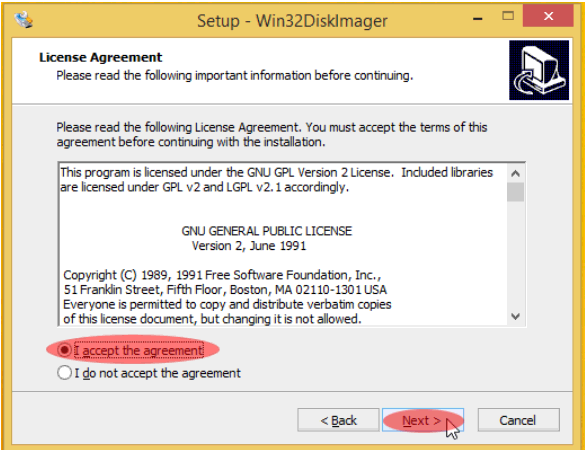 Setup - Win32DiskImager
License Agreement
Please read the following important information before continuing.
Please read the following License Agreement. You must accept the terms of this
agreement before continuing with the installation.
This program is licensed under the GNU GPL Version 2 License.  Included libraries
are licensed under GPL v2 and LGPL v2.1 accordingly.
GNU GENERAL PUBLIC LICENSE
Version 2, June 1991
Copyright (C) 1989, 1991 Free Software Foundation, Inc.,
51 Franklin Street, Fifth Floor, Boston, MA 02110-1301 USA
Everyone is permitted to copy and distribute verbatim copies
of this license document, but changing it is not allowed.
I accept the agreement
I do not accept the agreement
< Back Next > Cancel